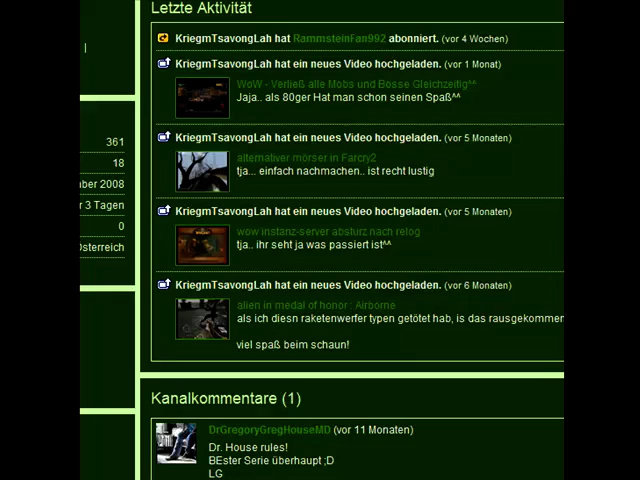 Letzte Aktivität
KriegmTsavongLah hat RammsteinFan992 abonniert. (vor 4 Wochen)
KriegmTsavongLah hat ein neues Video hochgeladen. (vor 1 Monat)
WoW - Verließ alle Mobs und Bosse Gleichzeitig^^
Jaja.. als 80ger Hat man schon seinen Spaß^^
KriegmTsavongLah hat ein neues Video hochgeladen. (vor 5 Monaten)
alternativer mörser in Farcry2
tja... einfach nachmachen.. ist recht lustig
KriegmTsavongLah hat ein neues Video hochgeladen. (vor 5 Monaten)
wow instanz-server absturz nach relog
tja.. ihr seht ja was passiert ist^^
KriegmTsavongLah hat ein neues Video hochgeladen. (vor 6 Monaten)
alien in medal of honor : Airborne
als ich diesn raketenwerfer typen getötet hab, is das rausgekommen
viel spaß beim schaun!
361
18
mber 2008
r 3 Tagen
0
Österreich
Kanalkommentare (1)
DrGregoryGregHouseMD (vor 11 Monaten)
Dr. House rules!
BEster Serie überhaupt ;D
LG